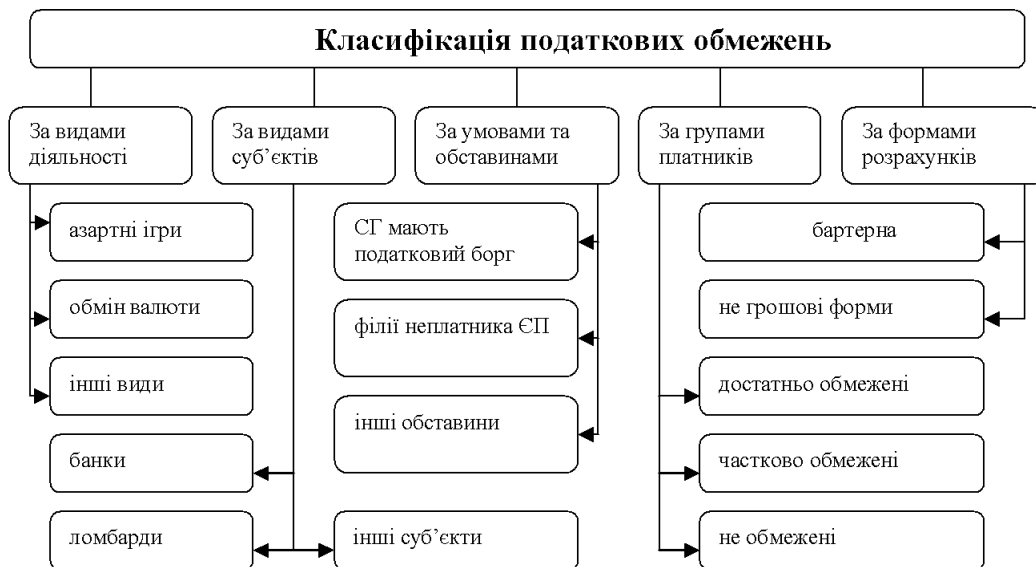 Класифікація податкових обмежень
За видами
діяльності
За видами
суб’єктів
За умовами та
обставинами
За групами
платників
За формами
розрахунків
азартні ігри
обмін валюти
інші види
банки
ломбарди
СГ мають
податковий борг
філії неплатника ЄП
інші обставини
інші суб’єкти
бартерна
не грошові форми
достатньо обмежені
частково обмежені
не обмежені